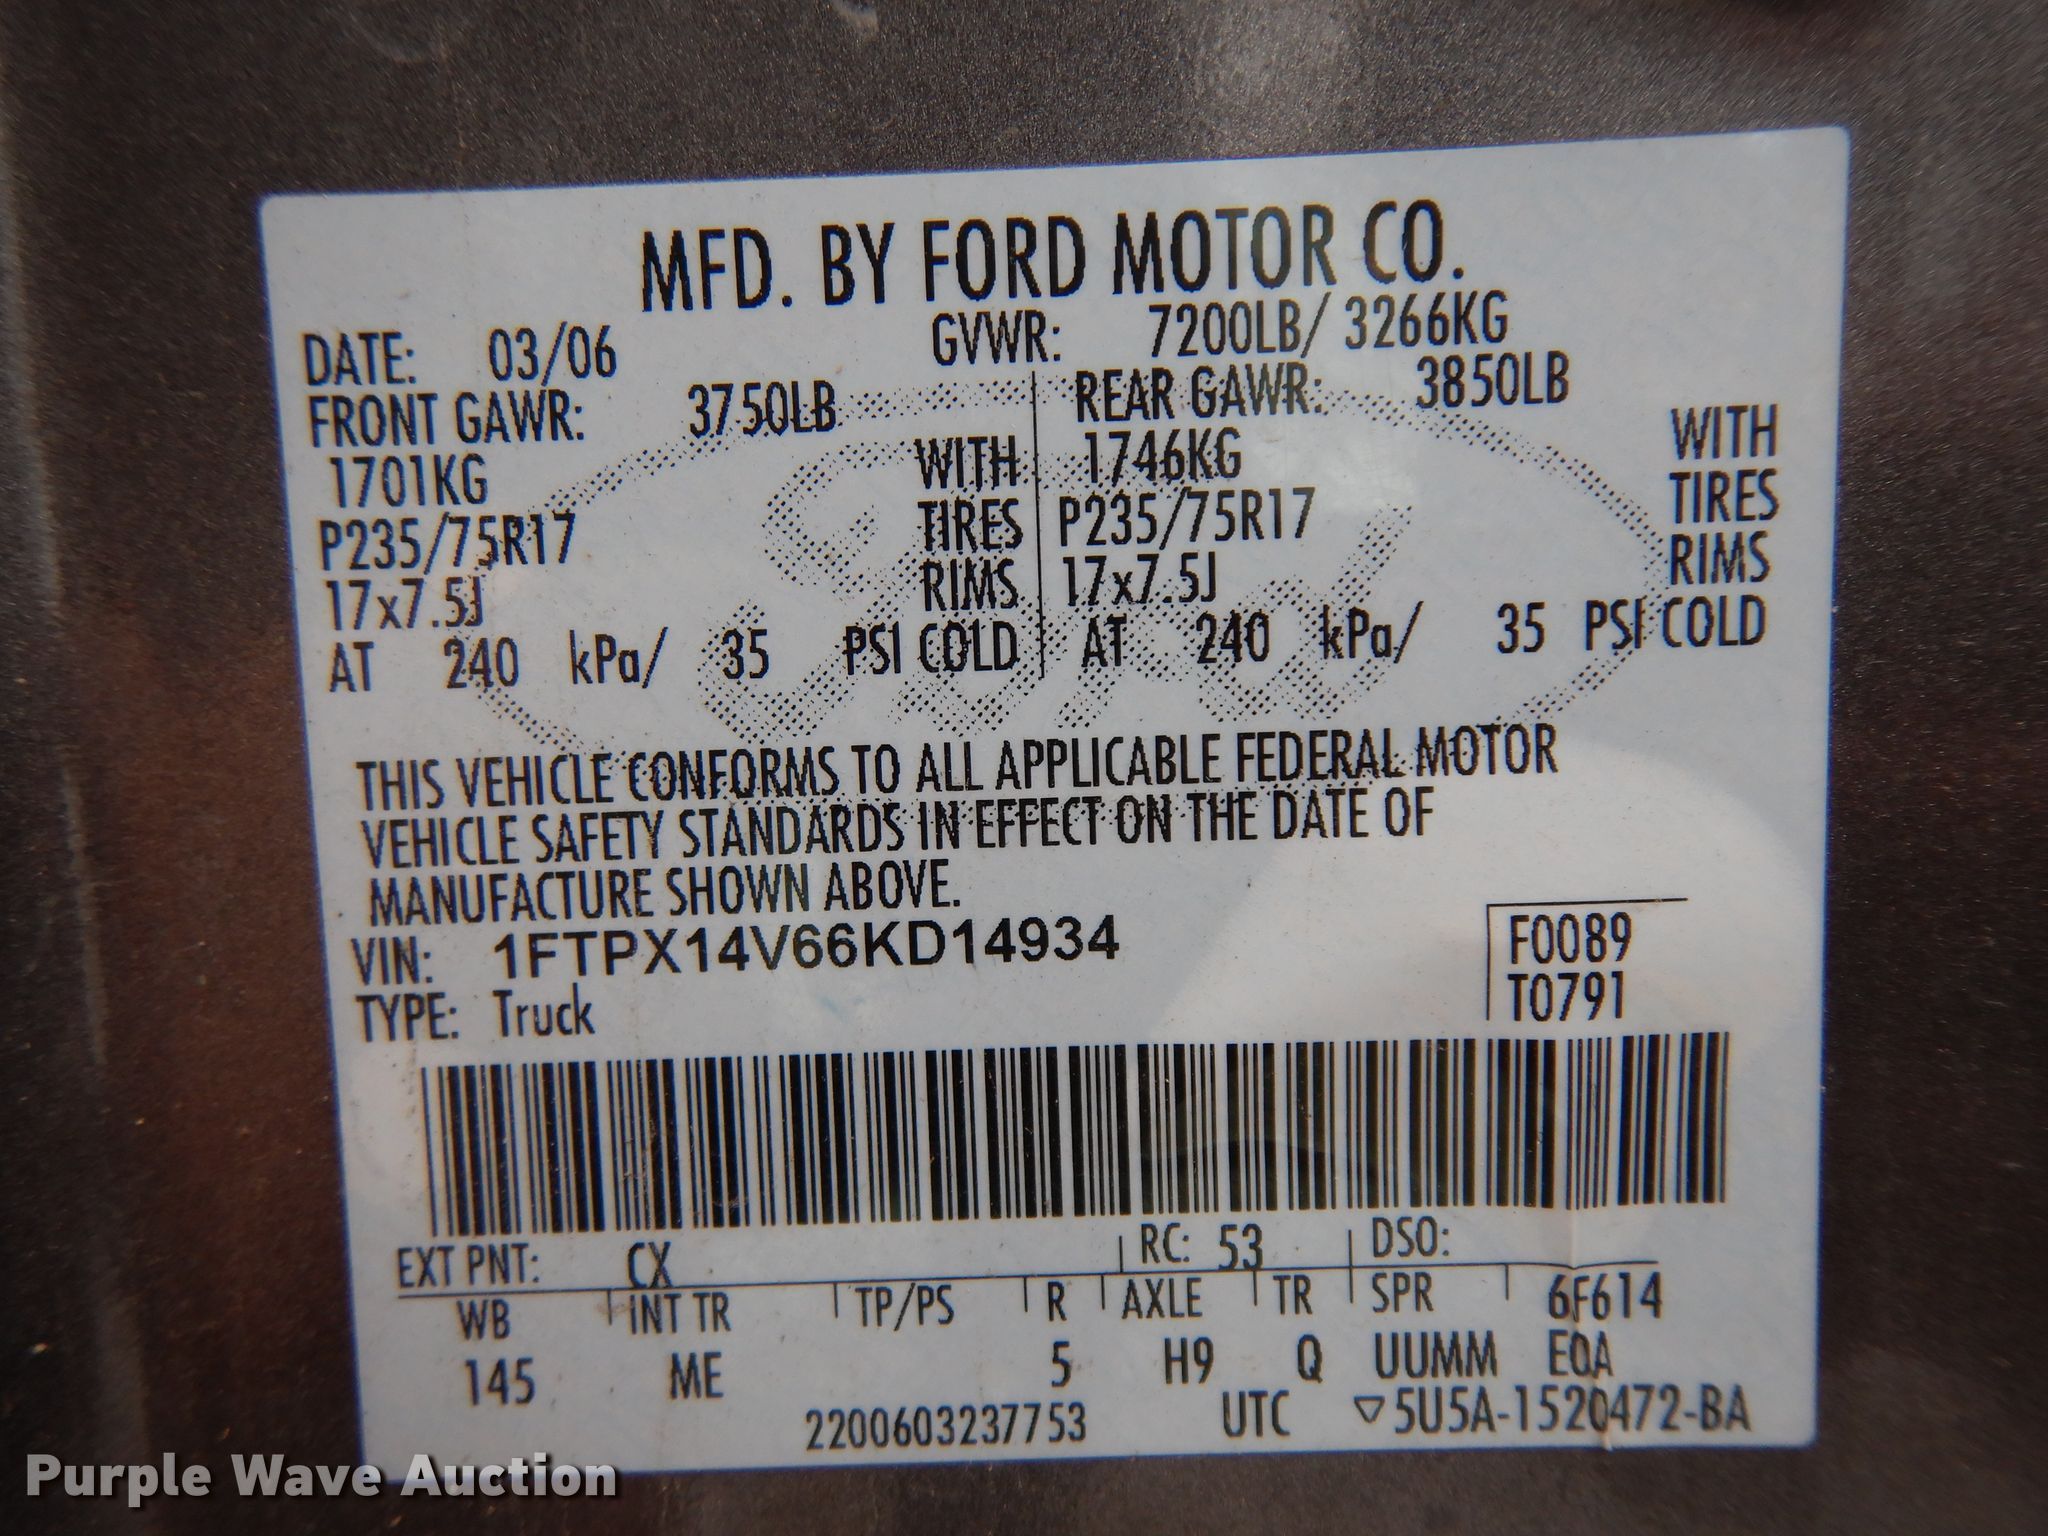 MFD. BY FORD MOTOR CO.
DATE: 03/06 GVWR: 7200LB/ 3266KG
FRONT GAWR: 3750LB REAR GAWR: 3850LB
1701KG WITH 1746KG WITH
P235/75R17 TIRES P235/75R17 TIRES
17x7.5J RIMS 17x7.5J RIMS
AT 240 kPa/ 35 PSI COLD AT 240 kPa/ 35 PSI COLD
THIS VEHICLE CONFORMS TO ALL APPLICABLE FEDERAL MOTOR
VEHICLE SAFETY STANDARDS IN EFFECT ON THE DATE OF
MANUFACTURE SHOWN ABOVE.
VIN: 1FTPX14V66KD14934 F0089
TYPE: Truck T0791
EXT PNT: CX RC: 53 DSO:
WB INT TR TP/PS R AXLE TR SPR 6F614
145 ME 5 H9 Q UUMM EQA
2200603237753 UTC ▽5U5A-1520472-BA
Ford
Purple Wave Auction